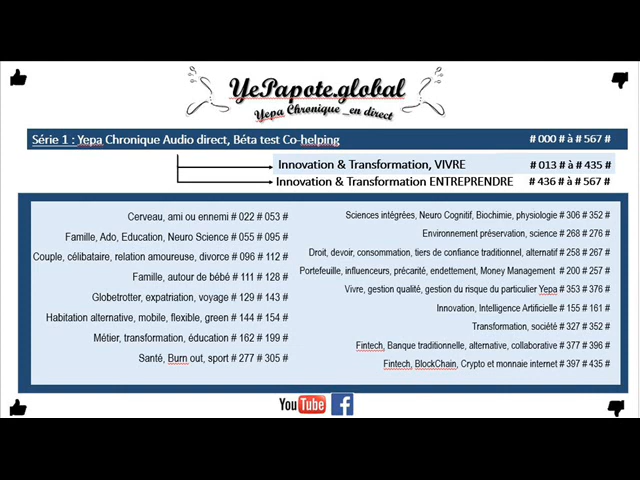 YePapote.global
Yepa Chronique _en direct
Série 1 : Yepa Chronique Audio direct, Béta test Co-helping # 000 # à # 567 #
Innovation & Transformation, VIVRE # 013 # à # 435 #
Innovation & Transformation ENTREPRENDRE # 436 # à # 567 #
Cerveau, ami ou ennemi # 022 # 053 #
Famille, Ado, Education, Neuro Science # 055 # 095 #
Couple, célibataire, relation amoureuse, divorce # 096 # 112 #
Famille, autour de bébé # 111 # 128 #
Globetrotter, expatriation, voyage # 129 # 143 #
Habitation alternative, mobile, flexible, green # 144 # 154 #
Métier, transformation, éducation # 162 # 199 #
Santé, Burn out, sport # 277 # 305 #
Sciences intégrées, Neuro Cognitif, Biochimie, physiologie # 306 # 352 #
Environnement préservation, science # 268 # 276 #
Droit, devoir, consommation, tiers de confiance traditionnel, alternatif # 258 # 267 #
Portefeuille, influenceurs, précarité, endettement, Money Management # 200 # 257 #
Vivre, gestion qualité, gestion du risque du particulier Yepa # 353 # 376 #
Innovation, Intelligence Artificielle # 155 # 161 #
Transformation, société # 327 # 352 #
Fintech, Banque traditionnelle, alternative, collaborative # 377 # 396 #
Fintech, BlockChain, Crypto et monnaie internet # 397 # 435 #
YouTube f